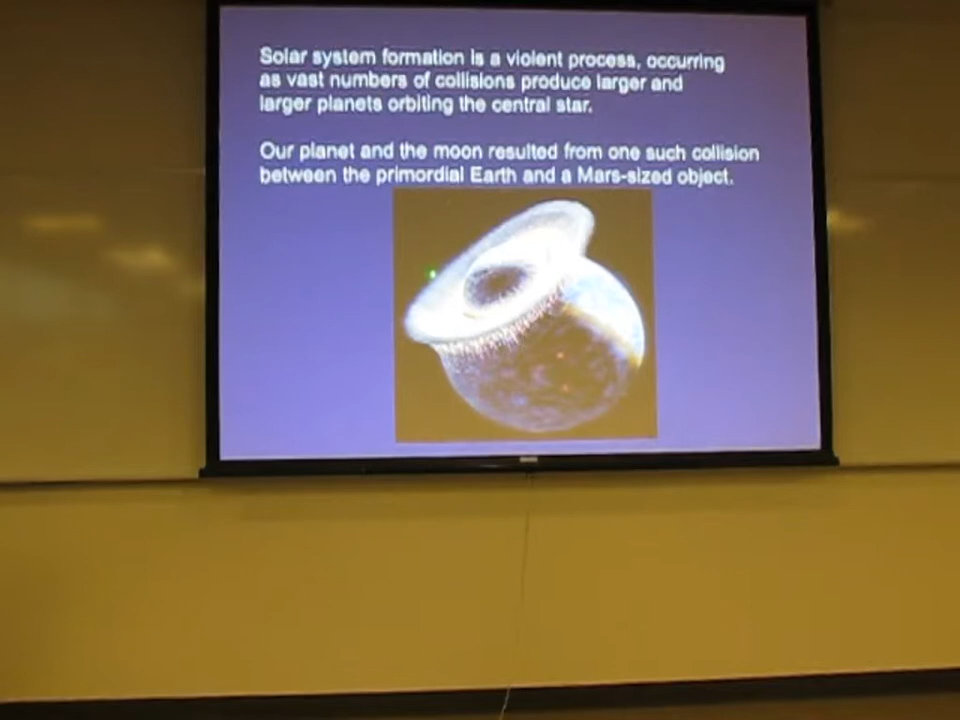 Solar system formation is a violent process, occurring
as vast numbers of collisions produce larger and
larger planets orbiting the central star.
Our planet and the moon resulted from one such collision
between the primordial Earth and a Mars-sized object.